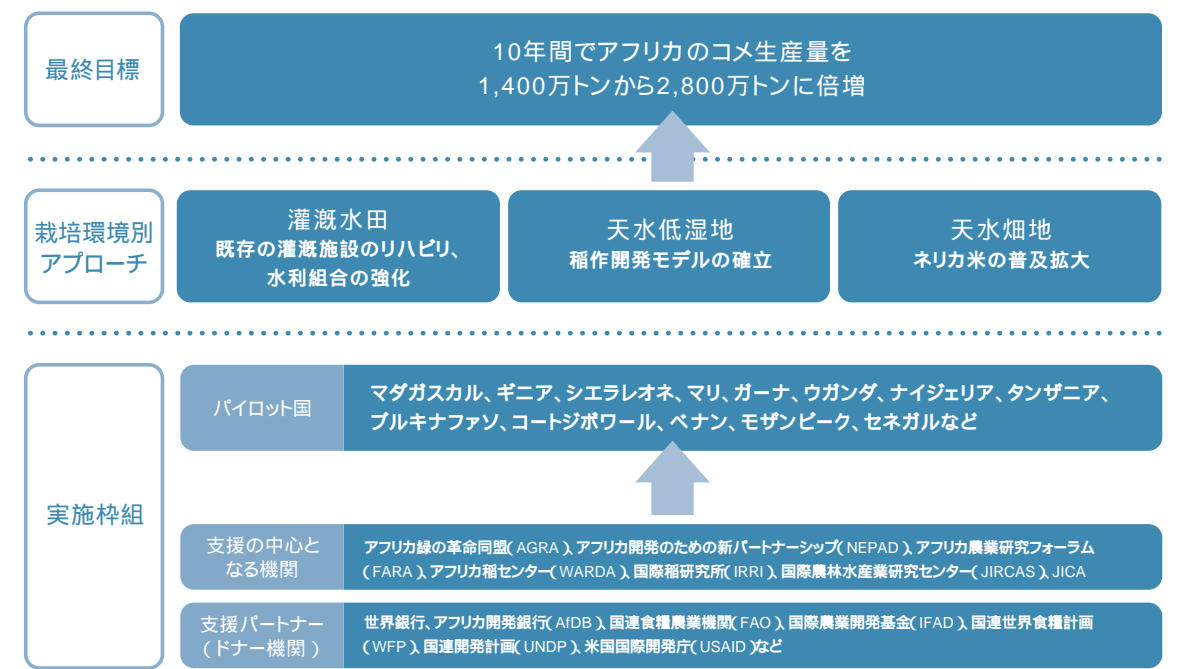 最終目標
10年間でアフリカのコメ生産量を
1,400万トンから2,800万トンに倍増
栽培環境別
アプローチ
灌漑水田
既存の灌漑施設のリハビリ、
水利組合の強化
天水低湿地
稲作開発モデルの確立
天水畑地
ネリカ米の普及拡大
実施枠組
パイロット国
マダガスカル、ギニア、シエラレオネ、マリ、ガーナ、ウガンダ、ナイジェリア、タンザニア、
ブルキナファソ、コートジボワール、ベナン、モザンビーク、セネガルなど
支援の中心と
なる機関
アフリカ緑の革命同盟(AGRA)、アフリカ開発のための新パートナーシップ(NEPAD)、アフリカ農業研究フォーラム
(FARA)、アフリカ稲センター(WARDA)、国際稲研究所(IRRI)、国際農林水産業研究センター(JIRCAS)、JICA
支援パートナー
(ドナー機関)
世界銀行、アフリカ開発銀行(AfDB)、国連食糧農業機関(FAO)、国際農業開発基金(IFAD)、国連世界食糧計画
(WFP)、国連開発計画(UNDP)、米国国際開発庁(USAID)など